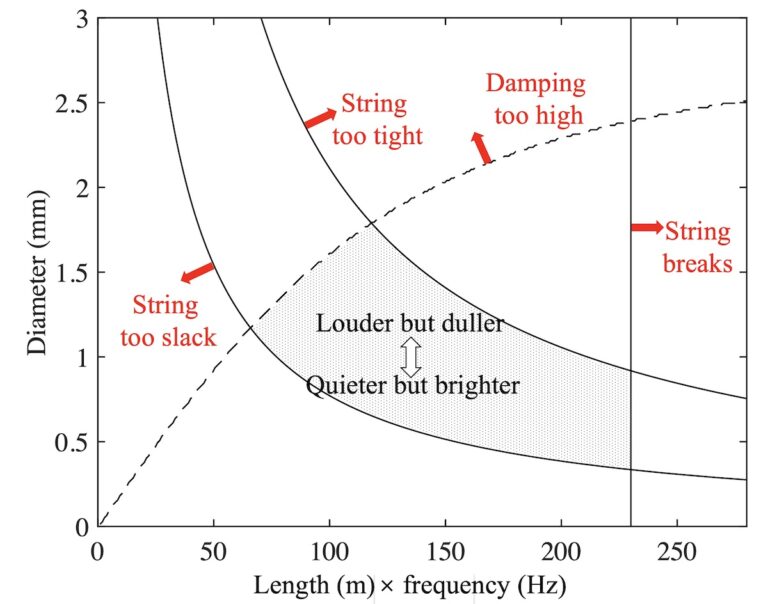 3
2.5
2
1.5
1
0.5
0
Diameter (mm)
String
too tight
Damping
too high
String
breaks
String
too slack
Louder but duller
Quieter but brighter
0
50
100
150
200
250
Length (m) × frequency (Hz)